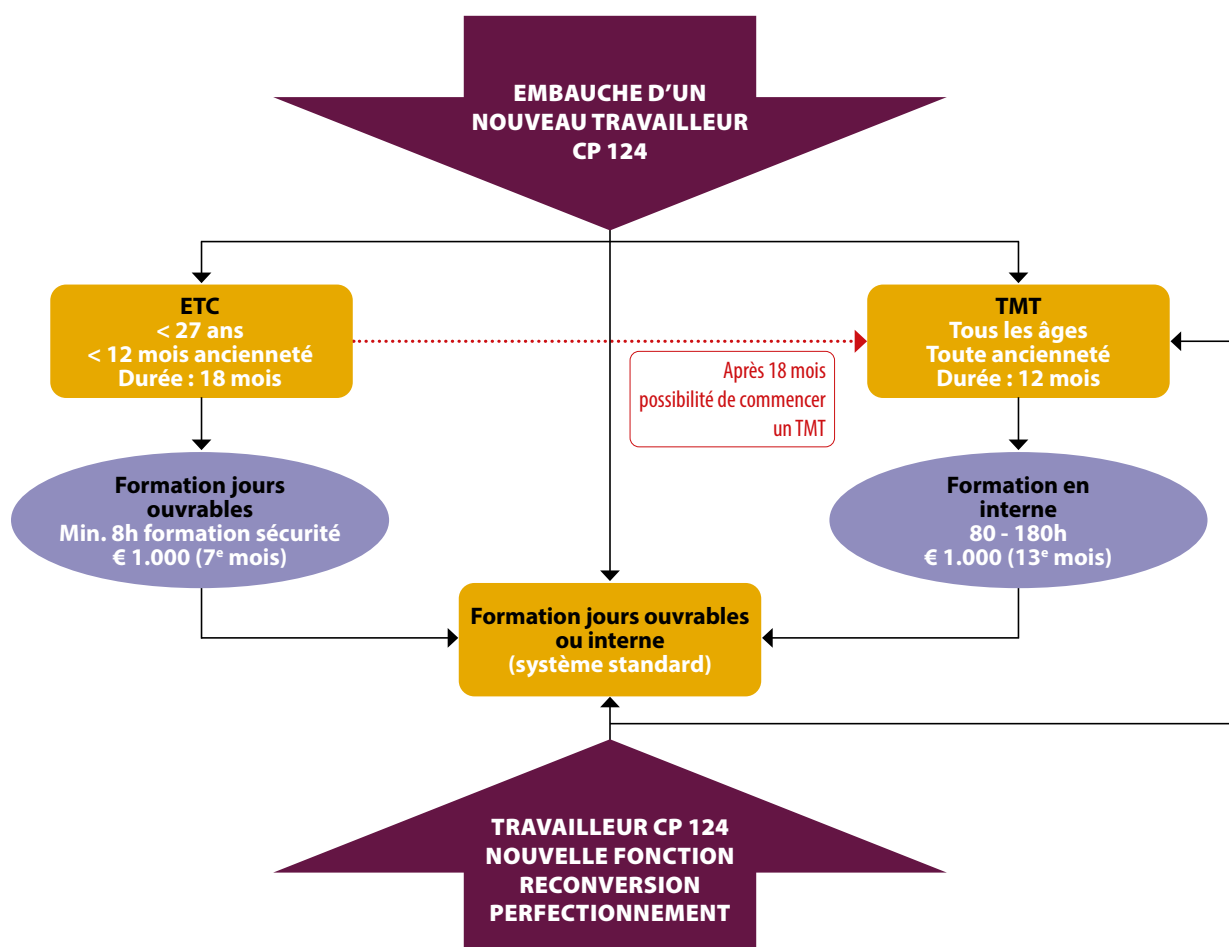 EMBAUCHE D’UN
NOUVEAU TRAVAILLEUR
CP 124
ETC
< 27 ans
< 12 mois ancienneté
Durée : 18 mois
TMT
Tous les âges
Toute ancienneté
Durée : 12 mois
Après 18 mois
possibilité de commencer
un TMT
Formation jours
ouvrables
Min. 8h formation sécurité
€ 1.000 (7e mois)
Formation en
interne
80 - 180h
€ 1.000 (13e mois)
Formation jours ouvrables
ou interne
(système standard)
TRAVAILLEUR CP 124
NOUVELLE FONCTION
RECONVERSION
PERFECTIONNEMENT